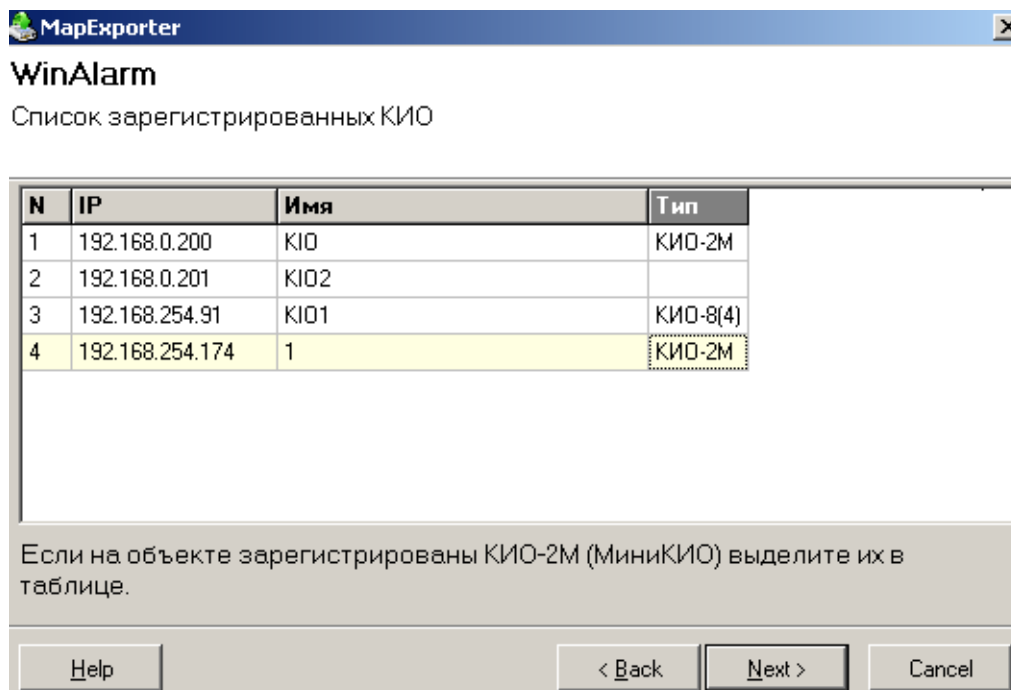 MapExporter
WinAlarm
Список зарегистрированных КИО
N IP Имя Тип
1 192.168.0.200 KIO КИО-2М
2 192.168.0.201 KIO2
3 192.168.254.91 KIO1 КИО-8(4)
4 192.168.254.174 1 КИО-2М
Если на объекте зарегистрированы КИО-2М (МиниКИО) выделите их в
таблице.
Help < Back Next > Cancel